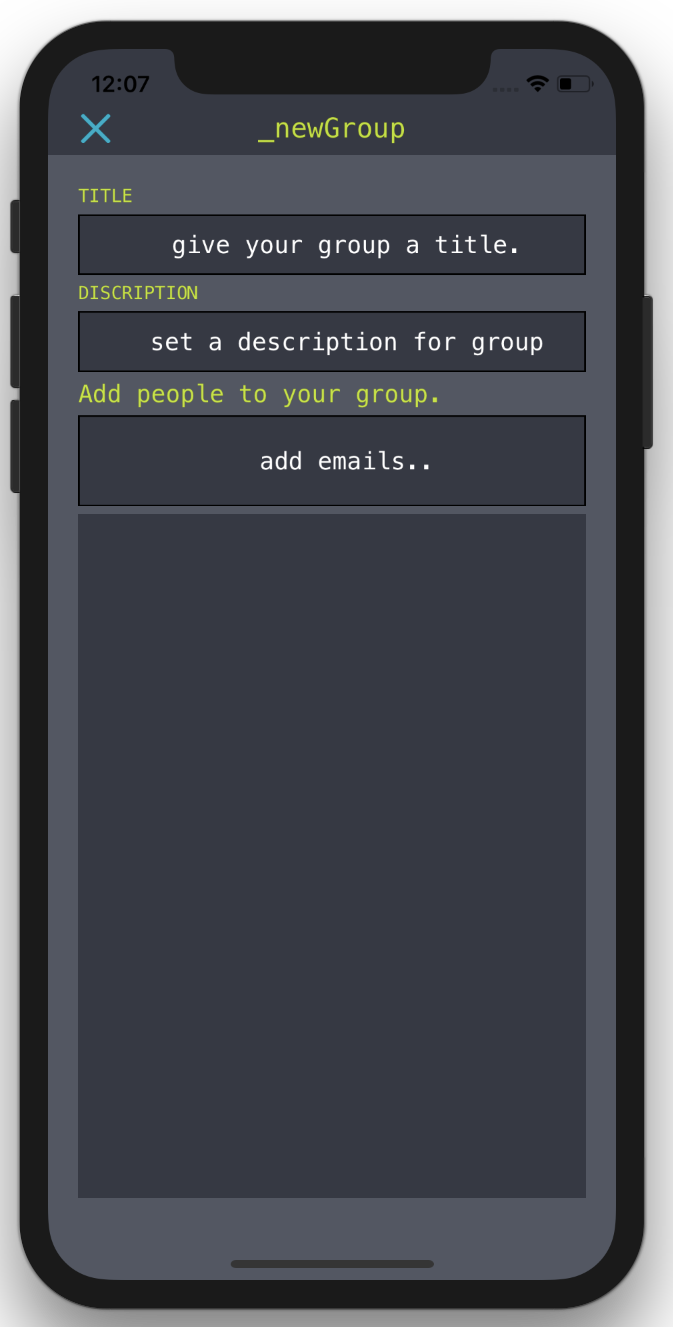 12:07
_newGroup
TITLE
give your group a title.
DISCRIPTION
set a description for group
Add people to your group.
add emails..